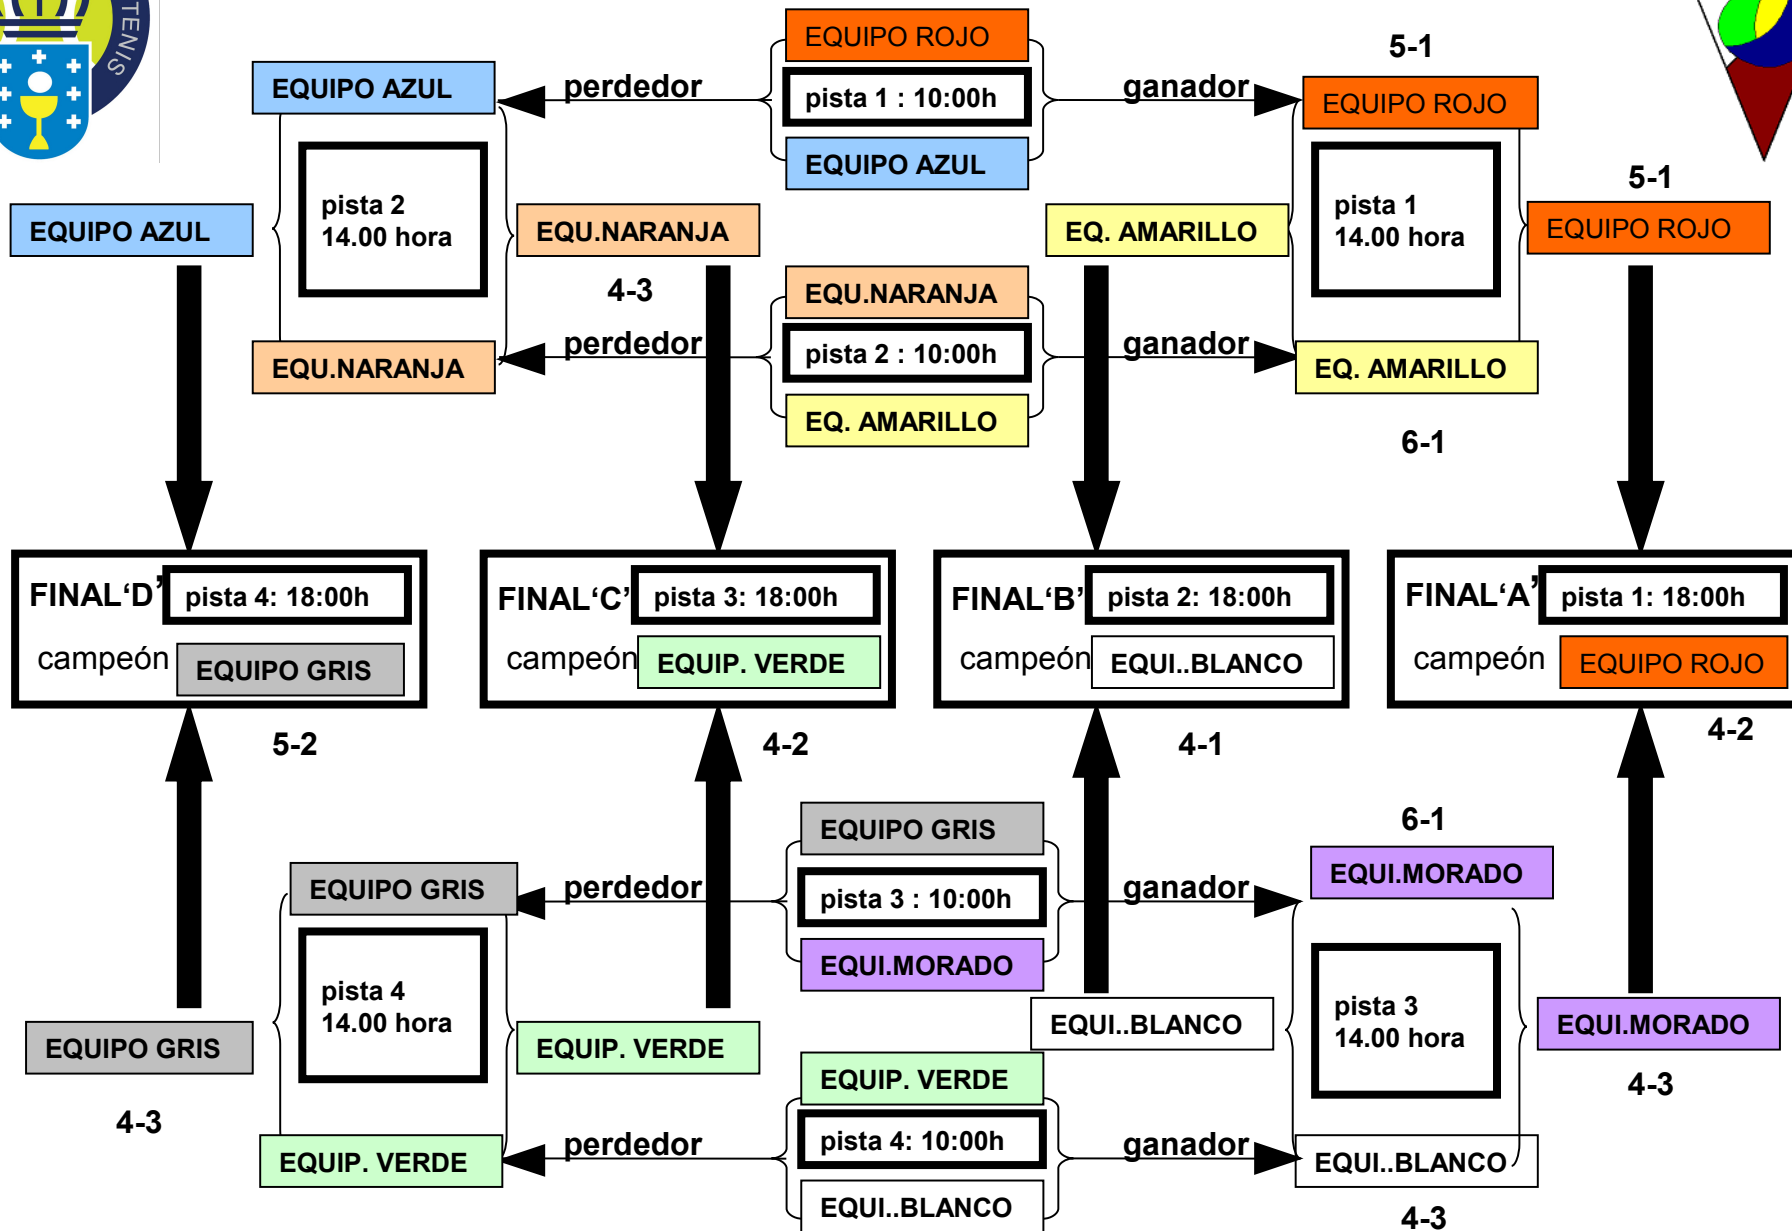 TENIS
EQUIPO ROJO
5-1
EQUIPO AZUL
perdedor
pista 1 : 10:00h
ganador
EQUIPO ROJO
EQUIPO AZUL
pista 2
14.00 hora
pista 1
14.00 hora
5-1
EQUIPO AZUL
EQU.NARANJA
EQ. AMARILLO
EQUIPO ROJO
4-3
EQU.NARANJA
perdedor
pista 2 : 10:00h
ganador
EQU.NARANJA
EQ. AMARILLO
EQ. AMARILLO
6-1
FINAL‘D’
pista 4: 18:00h
campeón
EQUIPO GRIS
5-2
FINAL‘C’
pista 3: 18:00h
campeón
EQUIP. VERDE
4-2
FINAL‘B’
pista 2: 18:00h
campeón
EQUI..BLANCO
4-1
FINAL‘A’
pista 1: 18:00h
campeón
EQUIPO ROJO
4-2
EQUIPO GRIS
6-1
EQUIPO GRIS
perdedor
pista 3 : 10:00h
ganador
EQUI.MORADO
EQUI.MORADO
pista 4
14.00 hora
pista 3
14.00 hora
EQUIPO GRIS
EQUIP. VERDE
EQUI..BLANCO
EQUI.MORADO
4-3
EQUIP. VERDE
4-3
EQUIP. VERDE
perdedor
pista 4: 10:00h
ganador
EQUI..BLANCO
EQUI..BLANCO
4-3